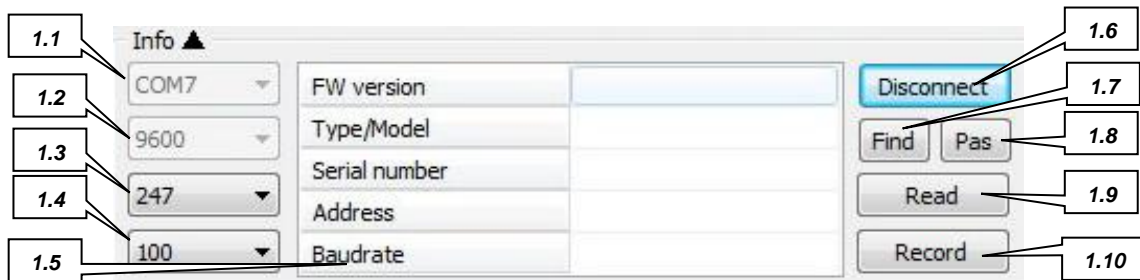 Info ▲
1.1
1.2
1.3
1.4
1.5
COM7
9600
247
100
FW version
Type/Model
Serial number
Address
Baudrate
Disconnect
Find Pas
Read
Record
1.6
1.7
1.8
1.9
1.10